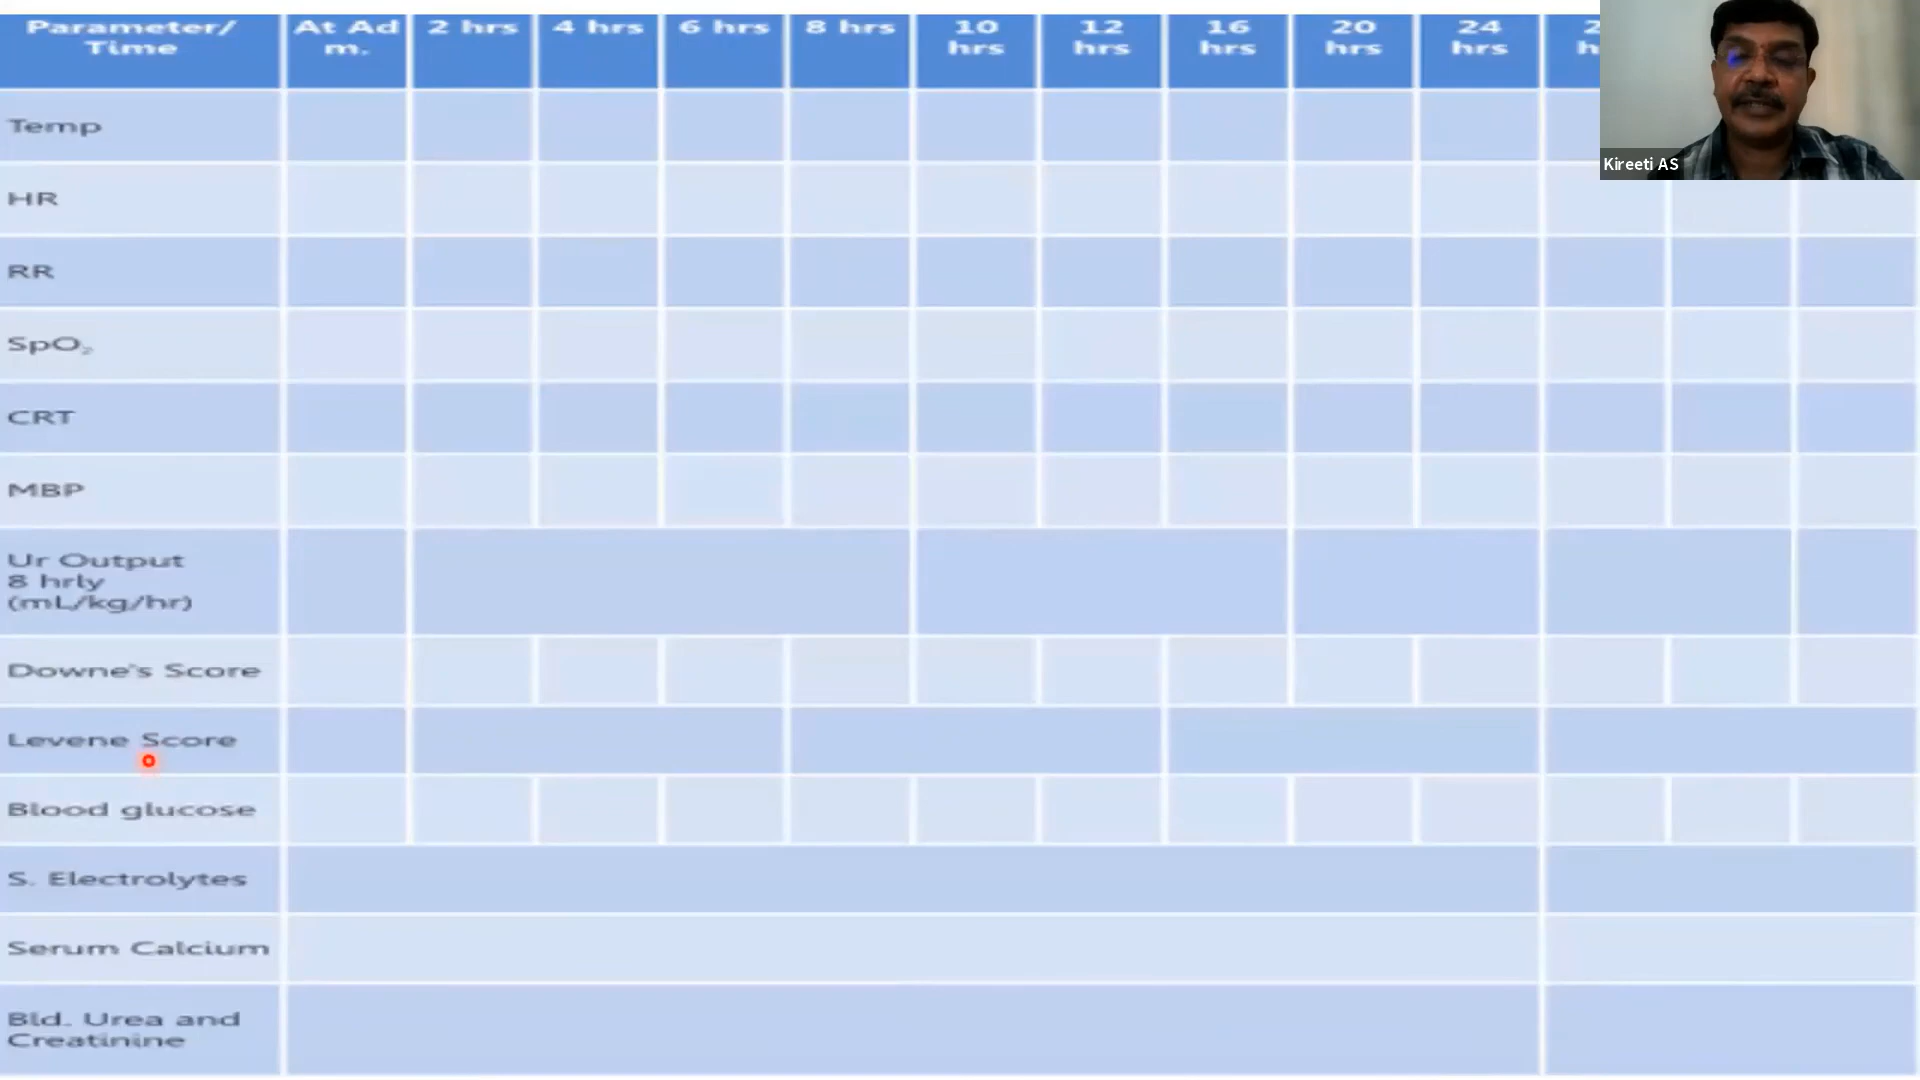 Parameter/
Time
At Ad
m.
2 hrs
4 hrs
6 hrs
8 hrs
10
hrs
12
hrs
16
hrs
20
hrs
24
hrs
Temp
HR
RR
SpO₂
CRT
MBP
Ur Output
8 hrly
(mL/kg/hr)
Downe's Score
Levene Score
Blood glucose
S. Electrolytes
Serum Calcium
Bld. Urea and
Creatinine
Kireeti AS